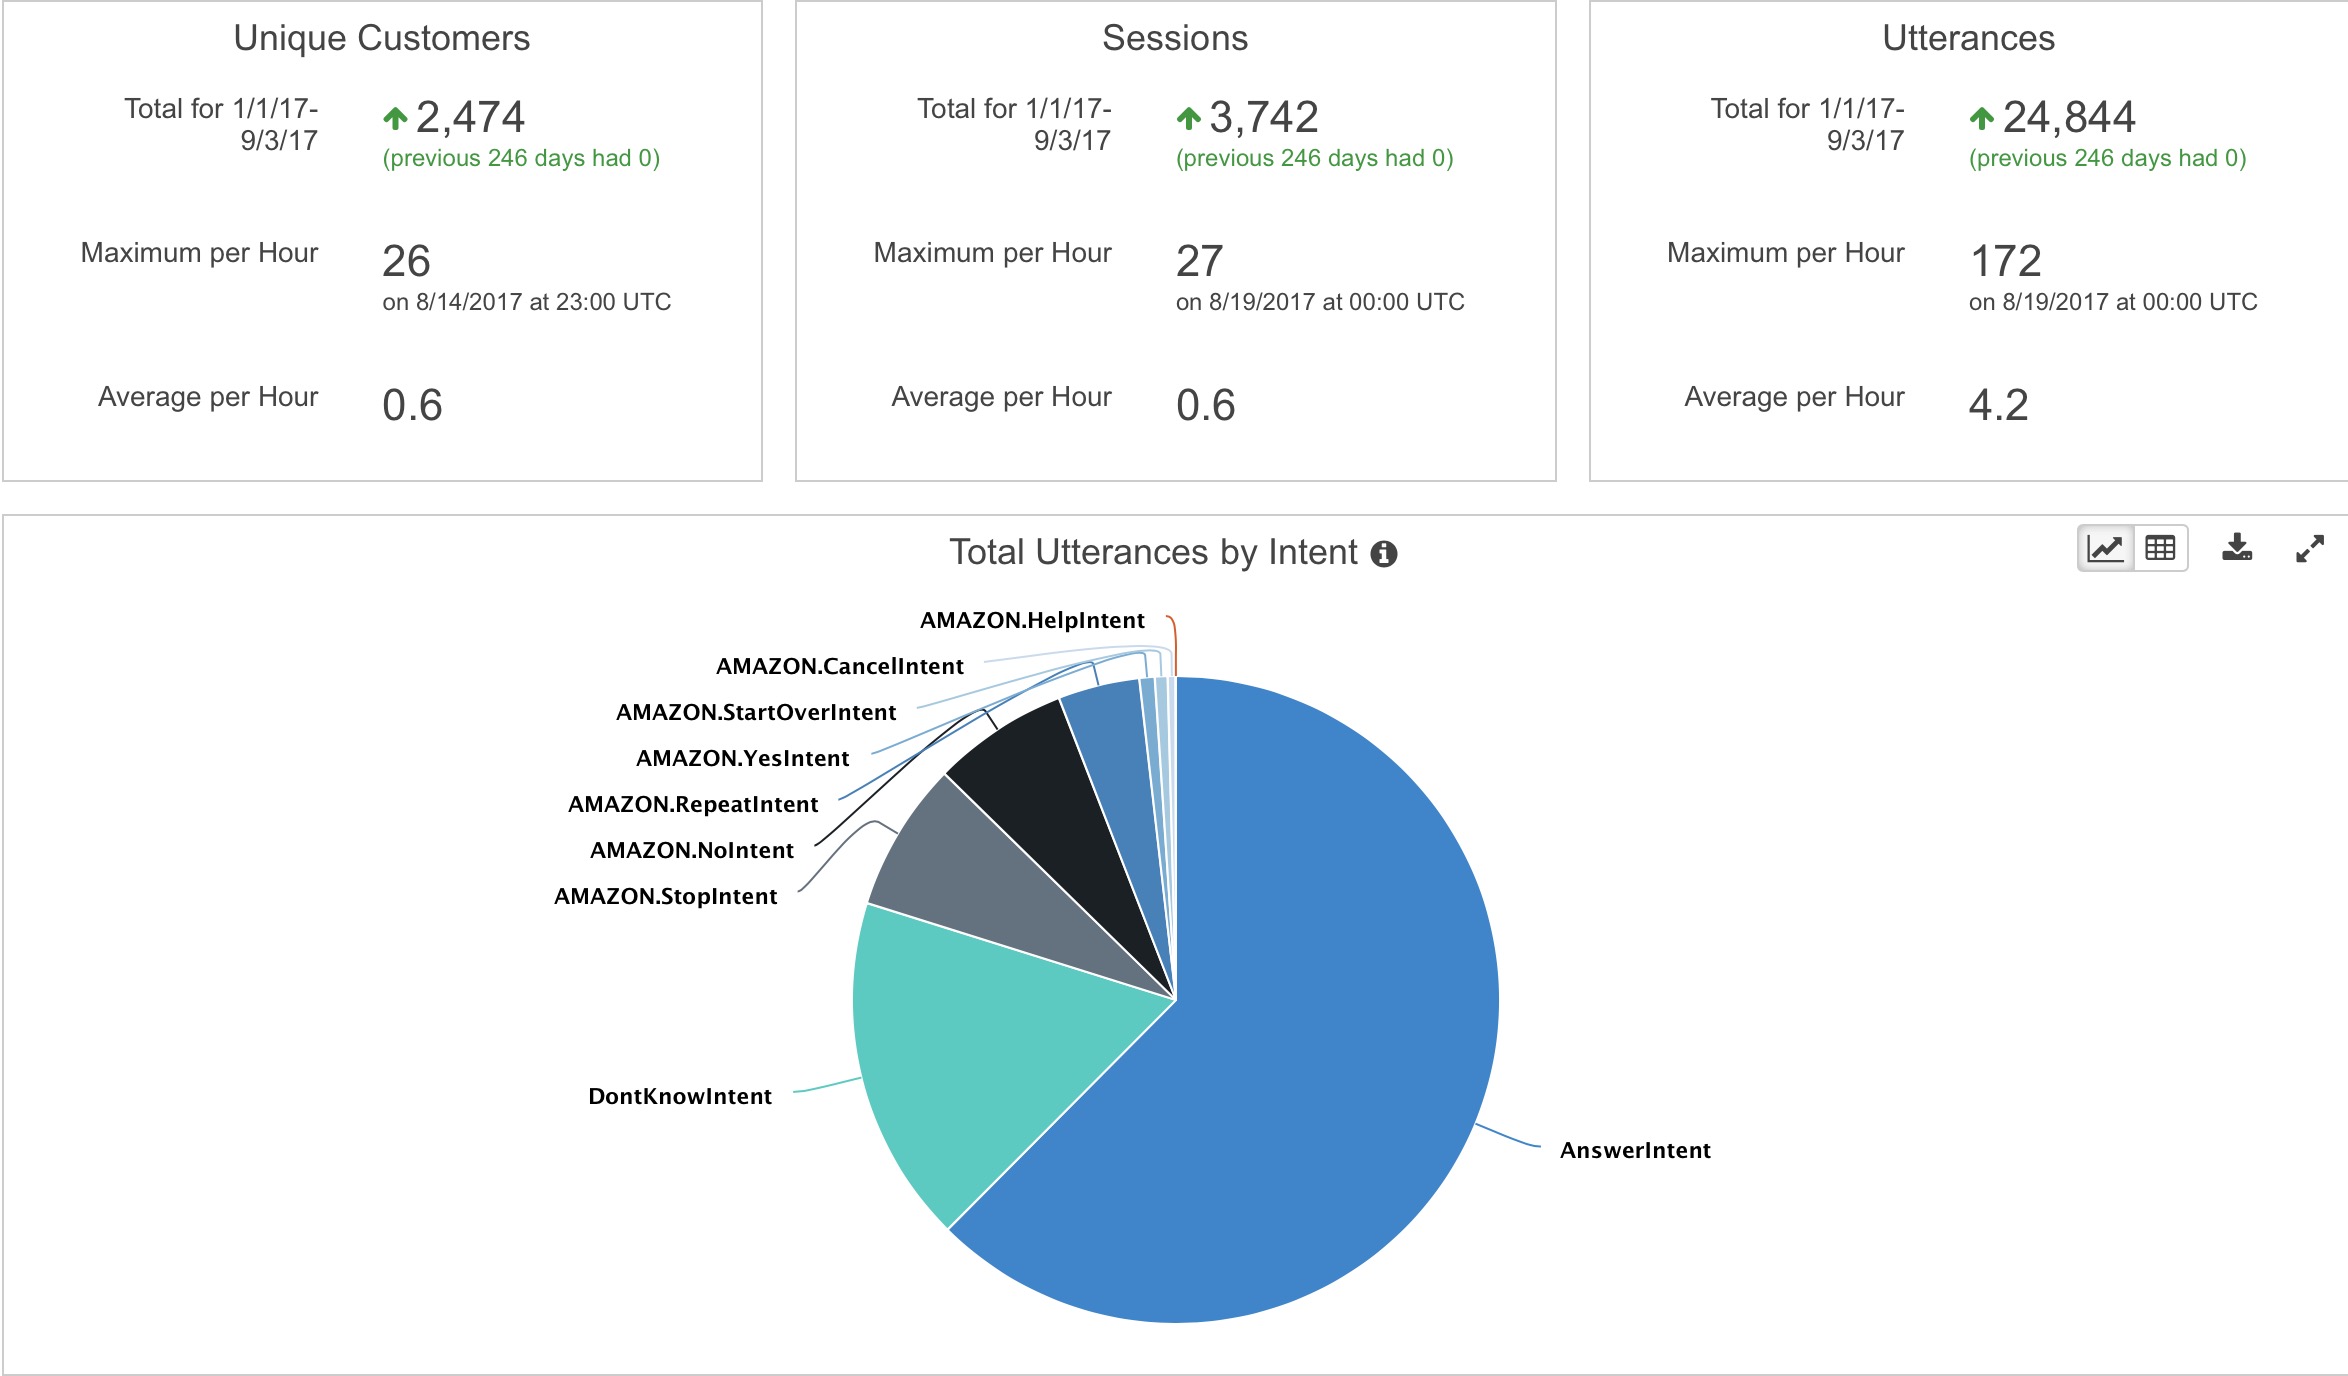 Unique Customers
Total for 1/1/17-
9/3/17
2,474
(previous 246 days had 0)
Maximum per Hour
26
on 8/14/2017 at 23:00 UTC
Average per Hour
0.6
Sessions
Total for 1/1/17-
9/3/17
3,742
(previous 246 days had 0)
Maximum per Hour
27
on 8/19/2017 at 00:00 UTC
Average per Hour
0.6
Utterances
Total for 1/1/17-
9/3/17
24,844
(previous 246 days had 0)
Maximum per Hour
172
on 8/19/2017 at 00:00 UTC
Average per Hour
4.2
Total Utterances by Intent
AMAZON.HelpIntent
AMAZON.CancelIntent
AMAZON.StartOverIntent
AMAZON.YesIntent
AMAZON.RepeatIntent
AMAZON.NoIntent
AMAZON.StopIntent
DontKnowIntent
AnswerIntent